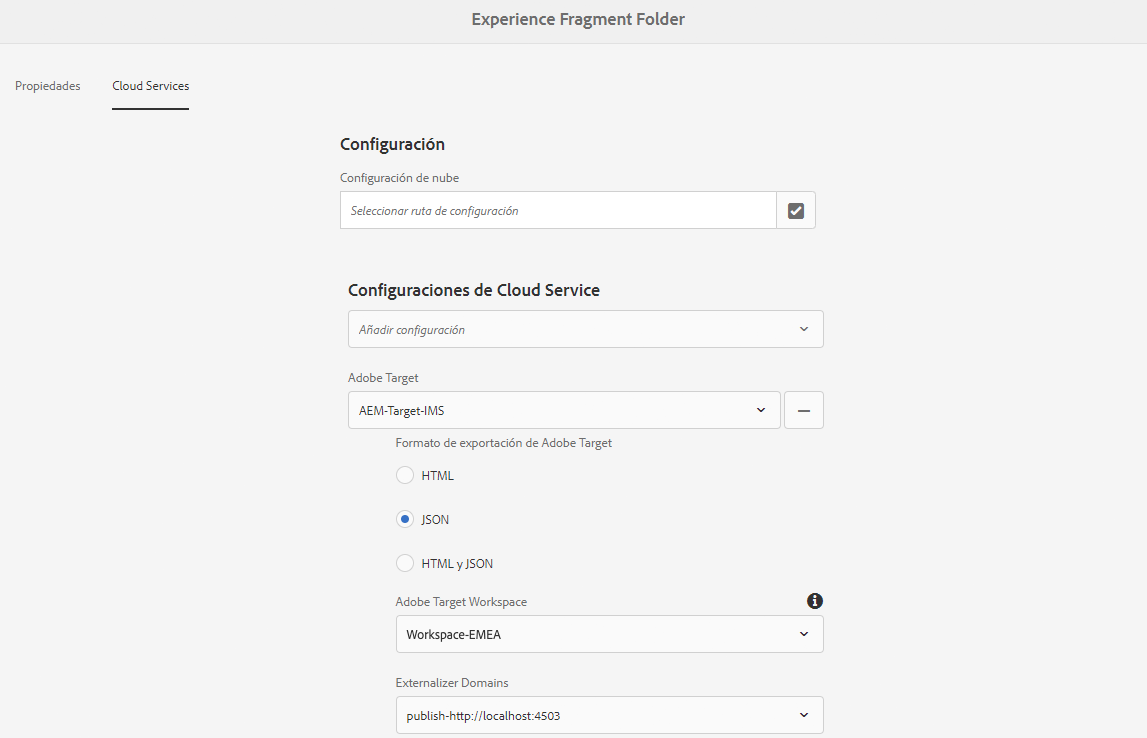 Experience Fragment Folder
Propiedades
Cloud Services
Configuración
Configuración de nube
Seleccionar ruta de configuración
Configuraciones de Cloud Service
Añadir configuración
Adobe Target
AEM-Target-IMS
Formato de exportación de Adobe Target
HTML
JSON
HTML y JSON
Adobe Target Workspace
Workspace-EMEA
Externalizer Domains
publish-http://localhost:4503